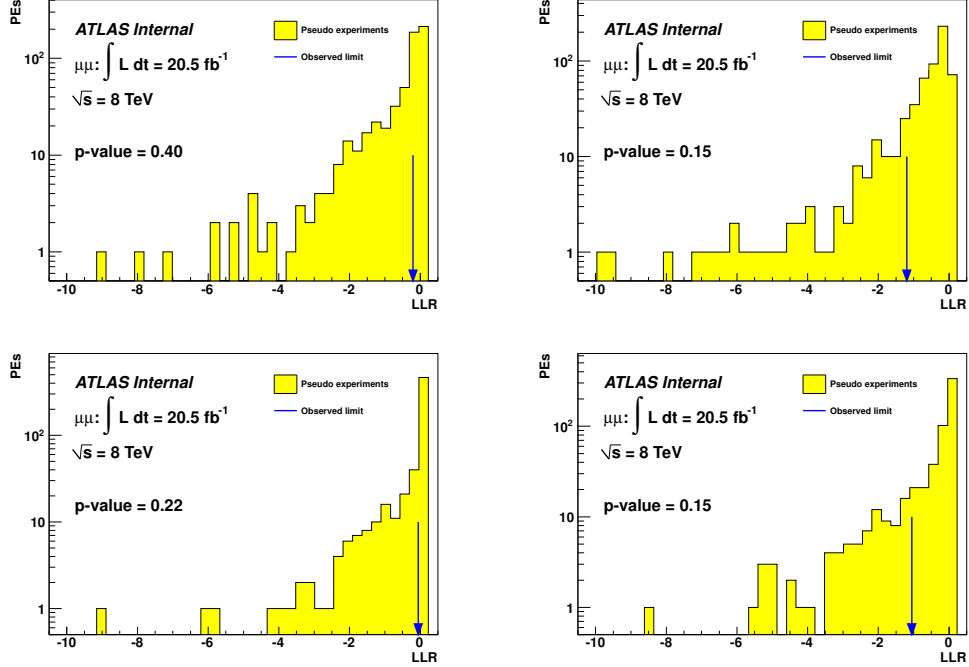 PEs
ATLAS Internal
Pseudo experiments
Observed limit
μμ: ∫ L dt = 20.5 fb⁻¹
√s = 8 TeV
p-value = 0.40
10²
10
1
-10 -8 -6 -4 -2 0
LLR
PEs
ATLAS Internal
Pseudo experiments
Observed limit
μμ: ∫ L dt = 20.5 fb⁻¹
√s = 8 TeV
p-value = 0.15
10²
10
1
-10 -8 -6 -4 -2 0
LLR
PEs
ATLAS Internal
Pseudo experiments
Observed limit
μμ: ∫ L dt = 20.5 fb⁻¹
√s = 8 TeV
p-value = 0.22
10²
10
1
-10 -8 -6 -4 -2 0
LLR
PEs
ATLAS Internal
Pseudo experiments
Observed limit
μμ: ∫ L dt = 20.5 fb⁻¹
√s = 8 TeV
p-value = 0.15
10²
10
1
-10 -8 -6 -4 -2 0
LLR